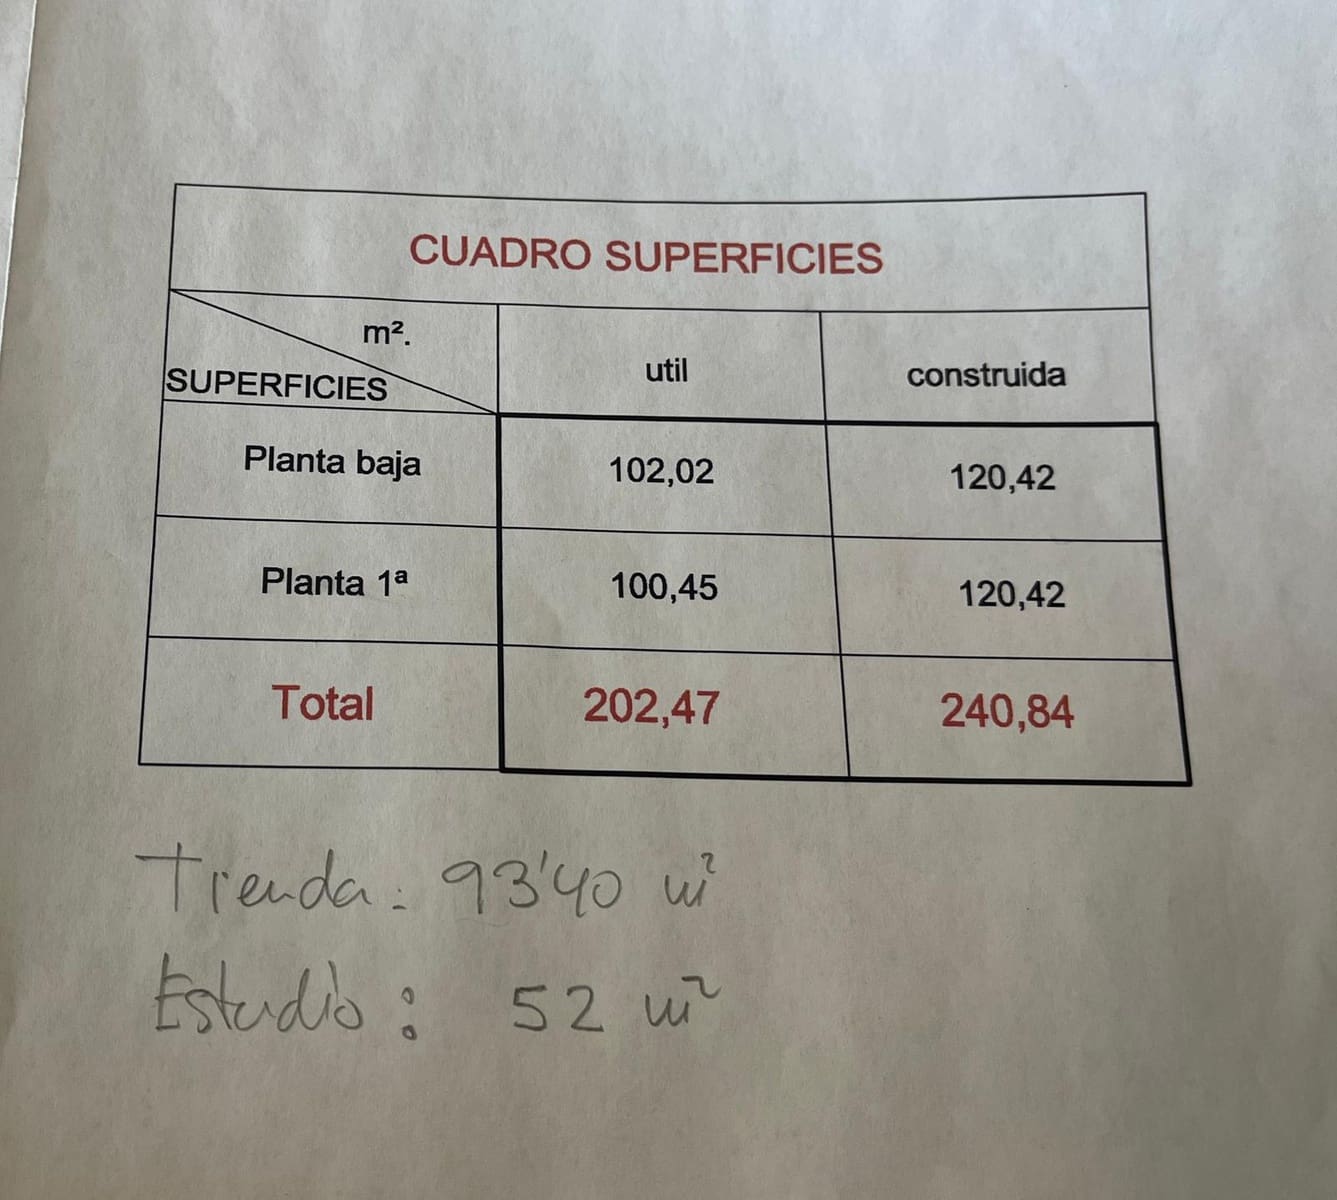 CUADRO SUPERFICIES
m².
SUPERFICIES
util
construida
Planta baja 102,02 120,42
Planta 1ª 100,45 120,42
Total 202,47 240,84
Tienda: 93'40 m²
Estudio: 52 m²